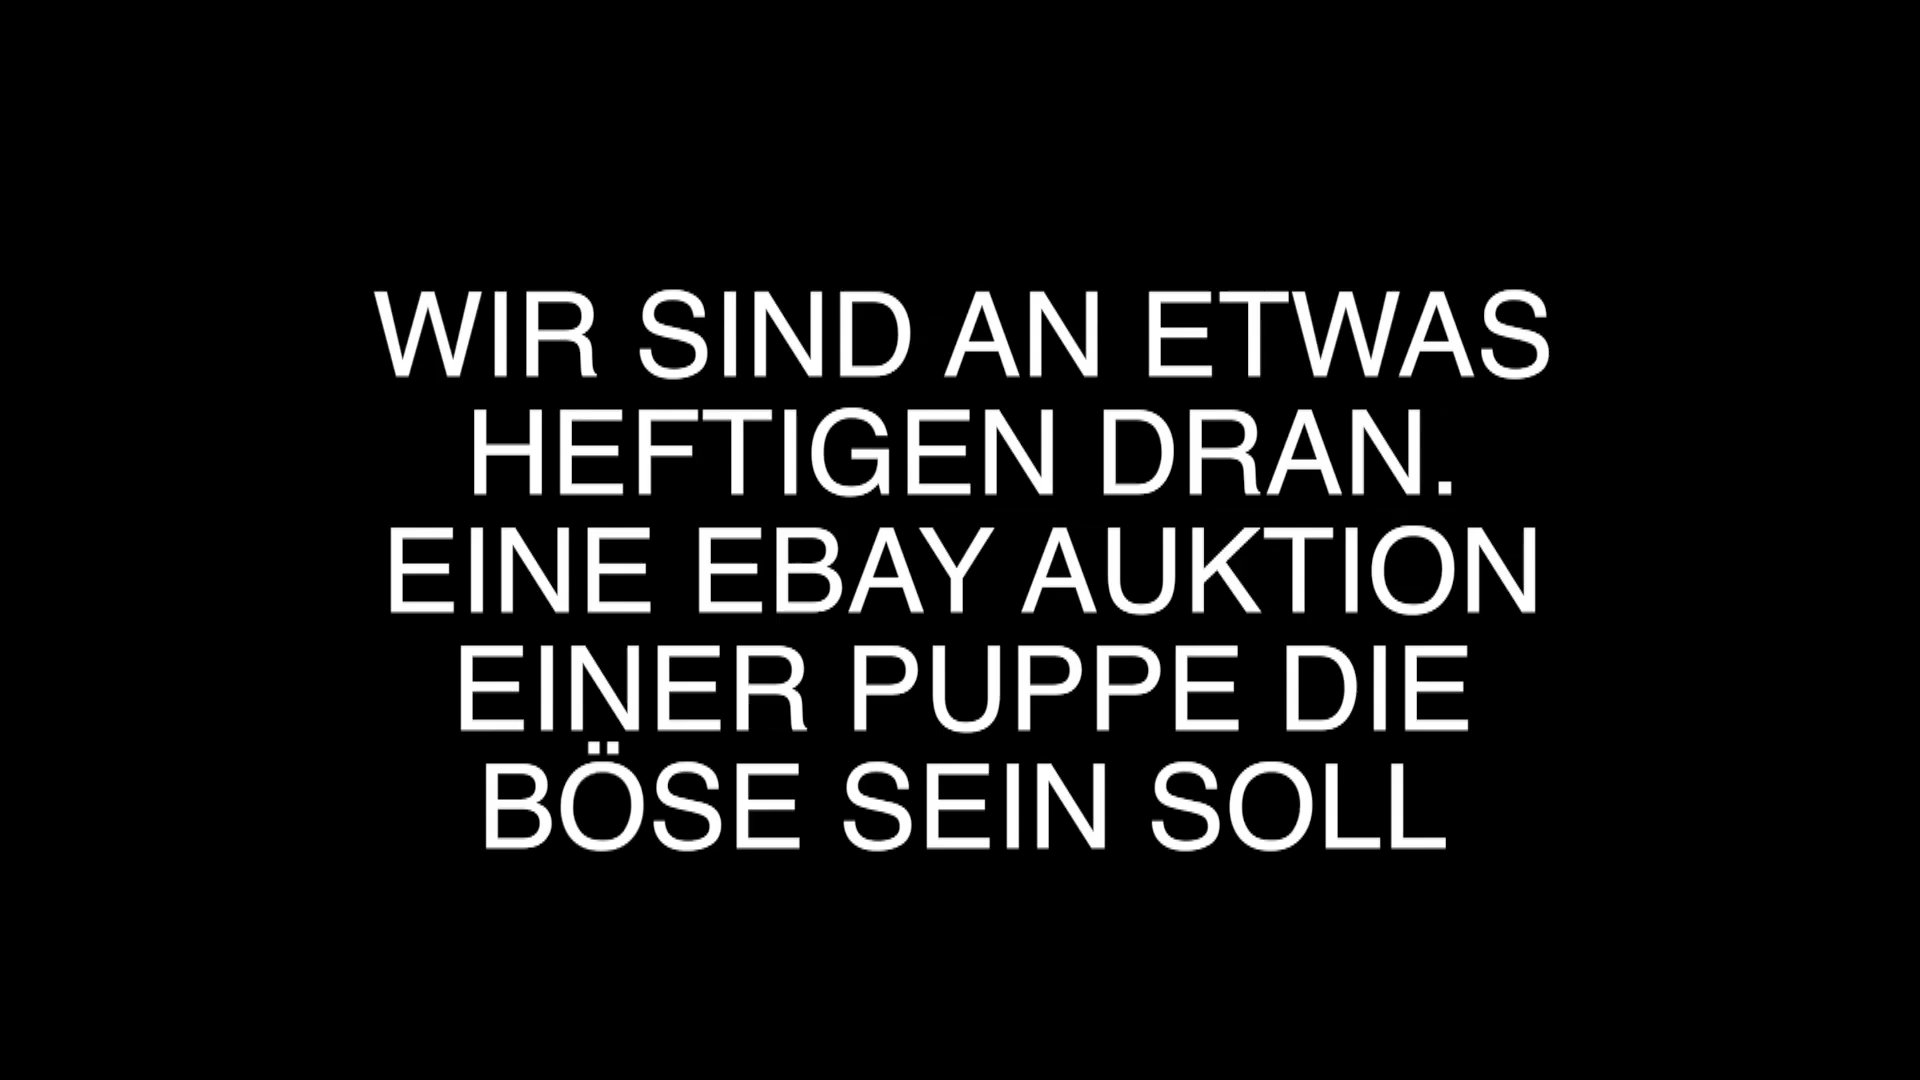 WIR SIND AN ETWAS
HEFTIGEN DRAN.
EINE EBAY AUKTION
EINER PUPPE DIE
BÖSE SEIN SOLL